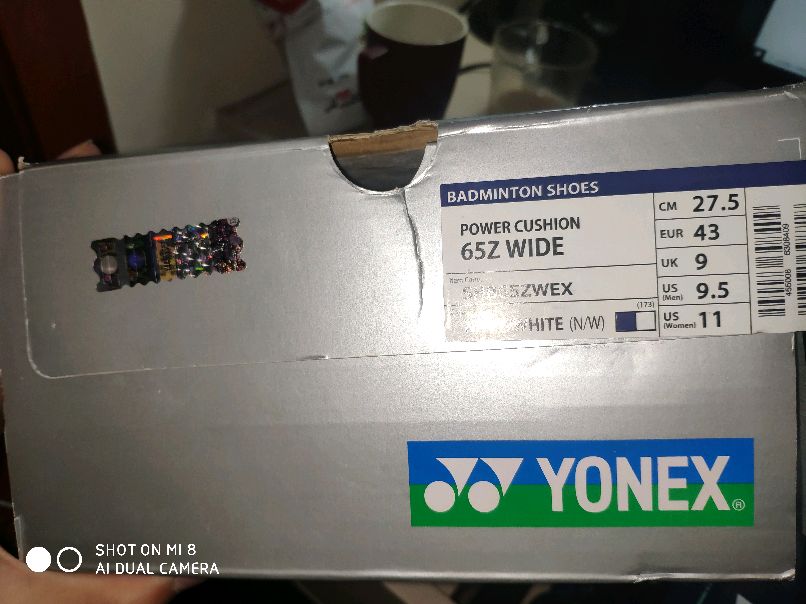 BADMINTON SHOES
POWER CUSHION
65Z WIDE
CM 27.5
EUR 43
UK 9
US (Men) 9.5
US (Women) 11
(173)
(N/W)
YONEX®
SHOT ON MI 8
AI DUAL CAMERA